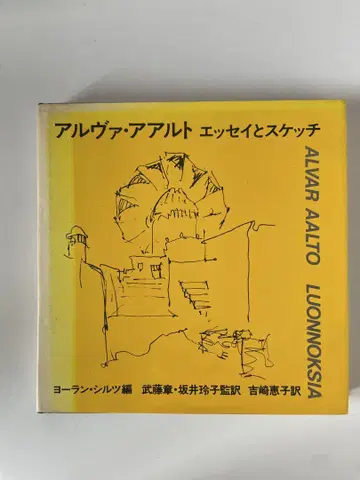 アルヴァ・アアルト エッセイとスケッチ
ALVAR AALTO LUONNOKSIA
ヨーラン・シルツ編 武藤章・坂井玲子監訳 吉崎恵子訳